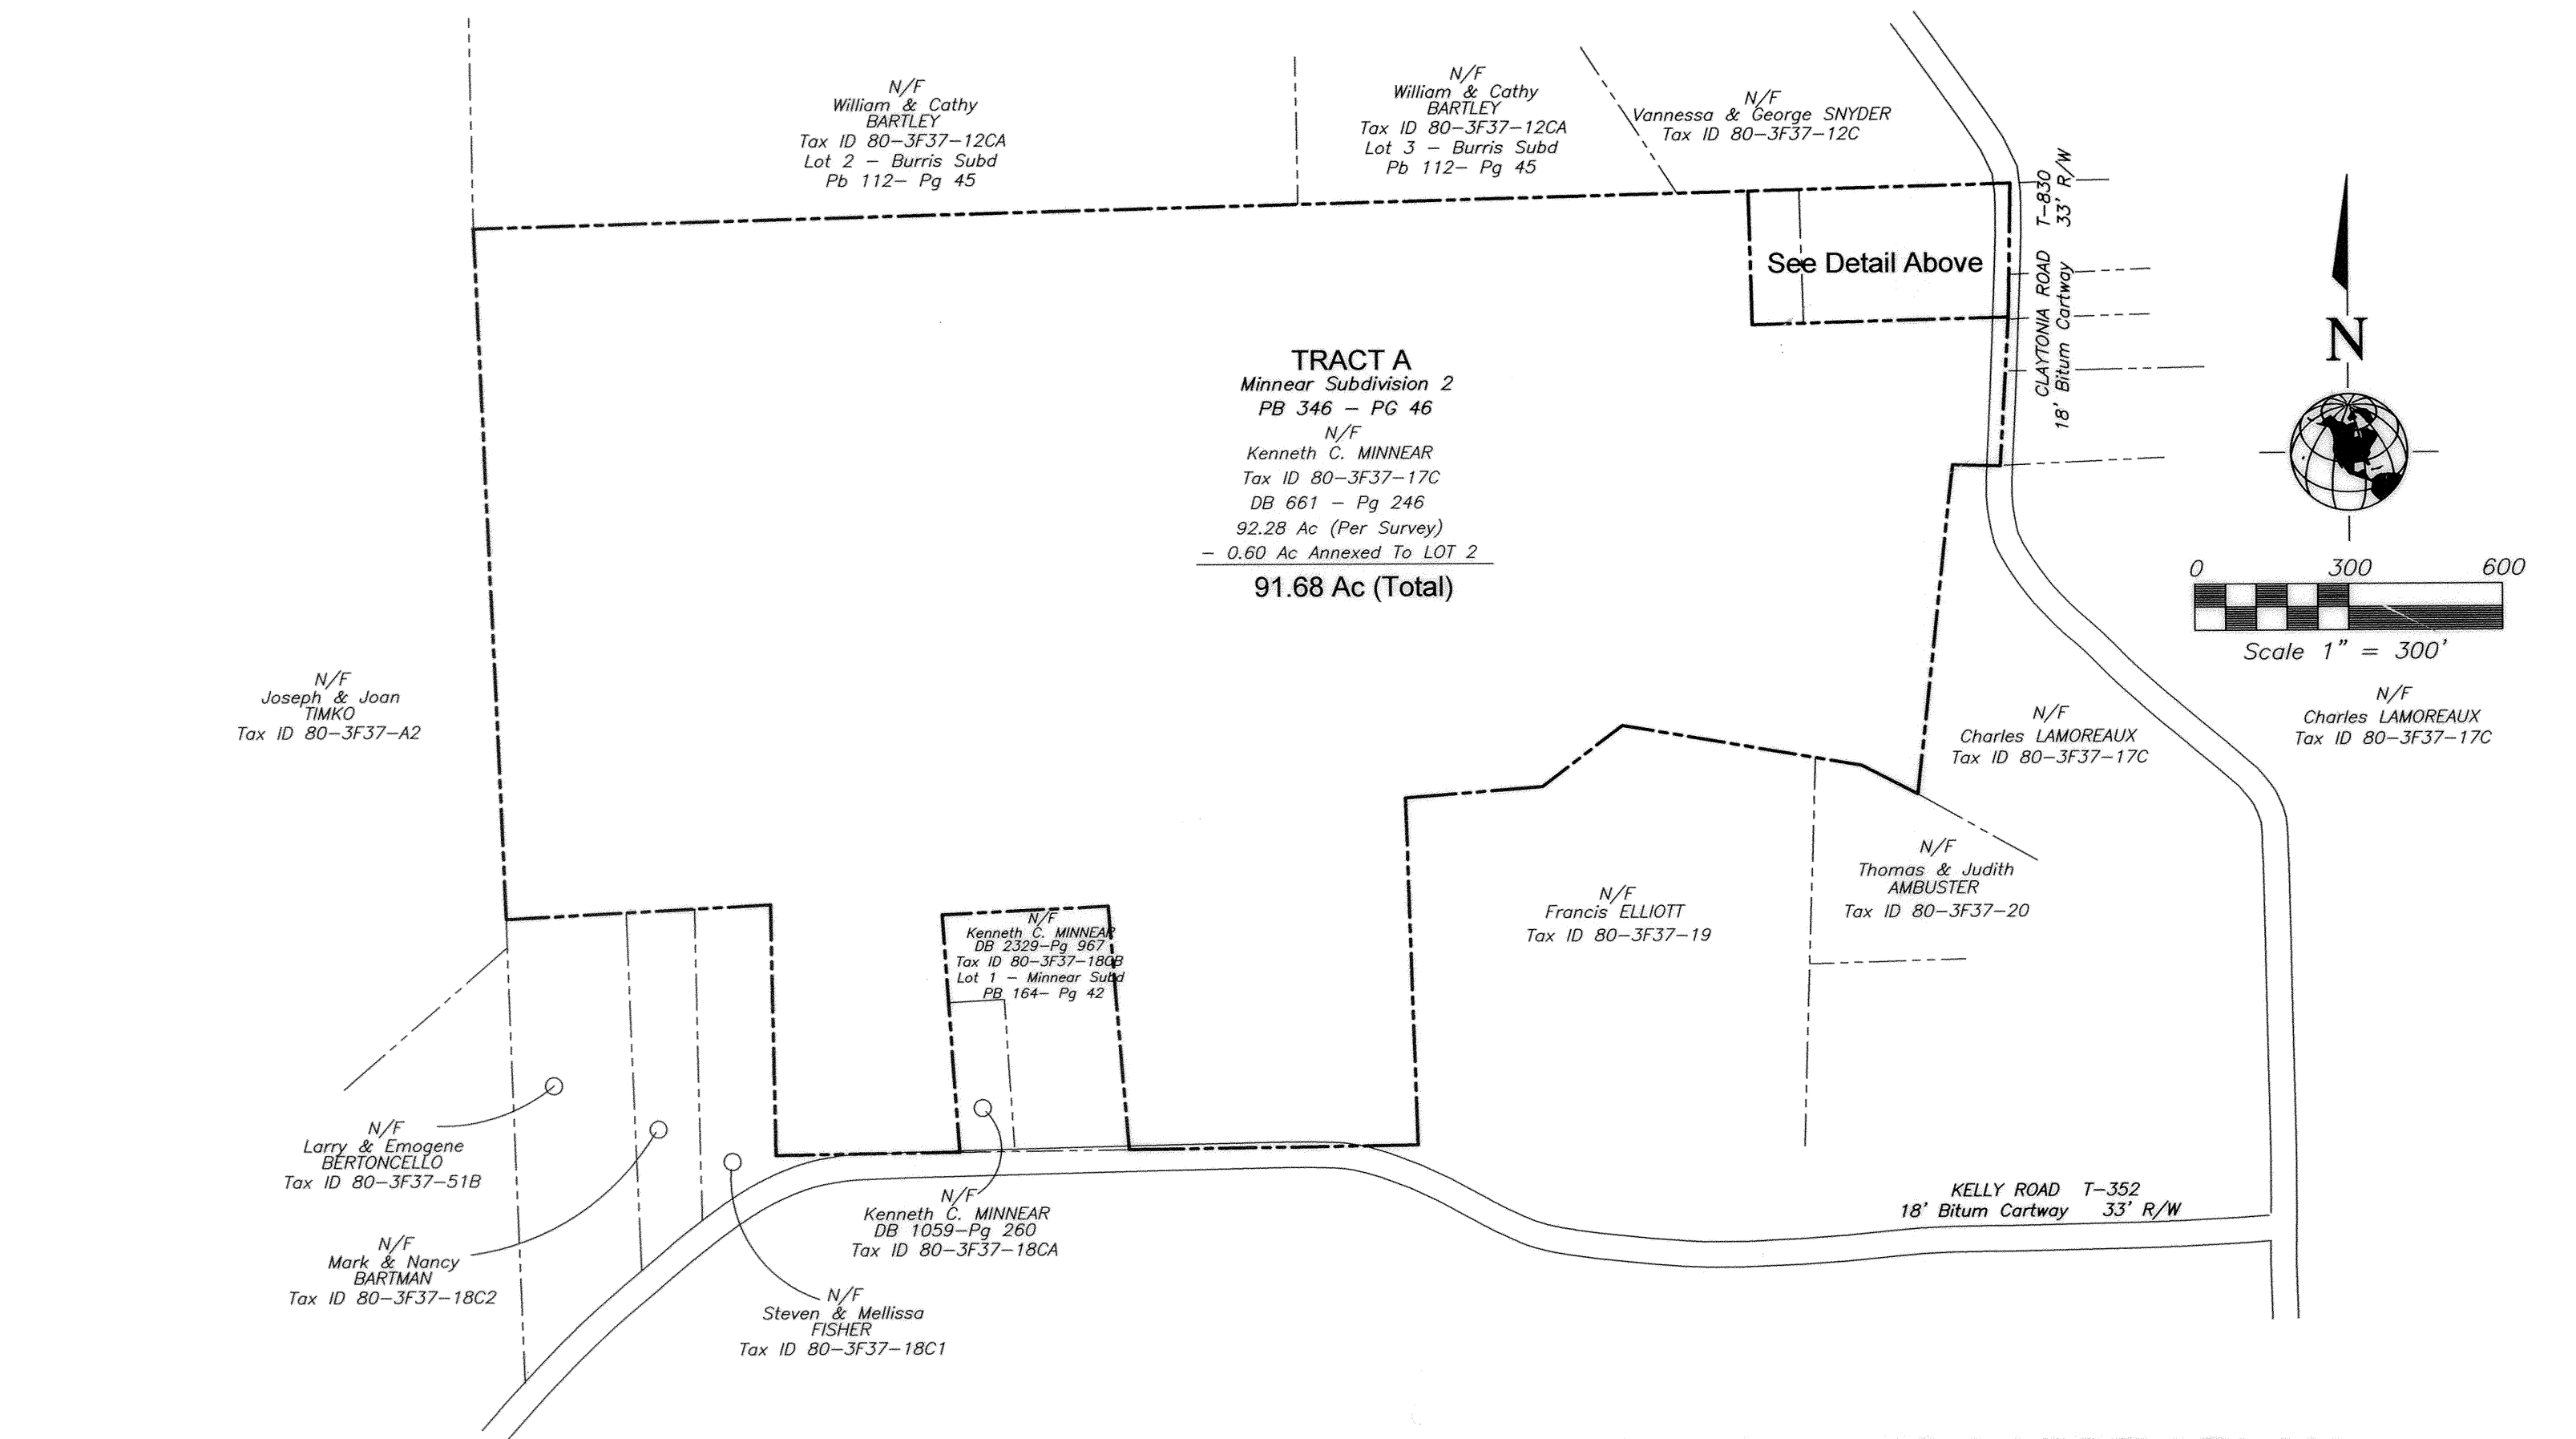 N/F
William & Cathy
BARTLEY
Tax ID 80-3F37-12CA
Lot 2 - Burris Subd
Pb 112- Pg 45
N/F
William & Cathy
BARTLEY
Tax ID 80-3F37-12CA
Lot 3 - Burris Subd
Pb 112- Pg 45
N/F
Vannessa & George SNYDER
Tax ID 80-3F37-12C
CLAYTONIA ROAD T-830
18' Bitum Cartway 33' R/W
See Detail Above
TRACT A
Minnear Subdivision 2
PB 346 - PG 46
N/F
Kenneth C. MINNEAR
Tax ID 80-3F37-17C
DB 661 - Pg 246
92.28 Ac (Per Survey)
- 0.60 Ac Annexed To LOT 2
91.68 Ac (Total)
N
0 300 600
Scale 1" = 300'
N/F
Joseph & Joan
TIMKO
Tax ID 80-3F37-A2
N/F
Charles LAMOREAUX
Tax ID 80-3F37-17C
N/F
Charles LAMOREAUX
Tax ID 80-3F37-17C
N/F
Thomas & Judith
AMBUSTER
Tax ID 80-3F37-20
N/F
Francis ELLIOTT
Tax ID 80-3F37-19
N/F
Kenneth C. MINNEAR
DB 2329-Pg 967
Tax ID 80-3F37-18CB
Lot 1 - Minnear Subd
PB 164- Pg 42
N/F
Larry & Emogene
BERTONCELLO
Tax ID 80-3F37-51B
N/F
Mark & Nancy
BARTMAN
Tax ID 80-3F37-18C2
N/F
Kenneth C. MINNEAR
DB 1059-Pg 260
Tax ID 80-3F37-18CA
N/F
Steven & Mellissa
FISHER
Tax ID 80-3F37-18C1
KELLY ROAD T-352
18' Bitum Cartway 33' R/W